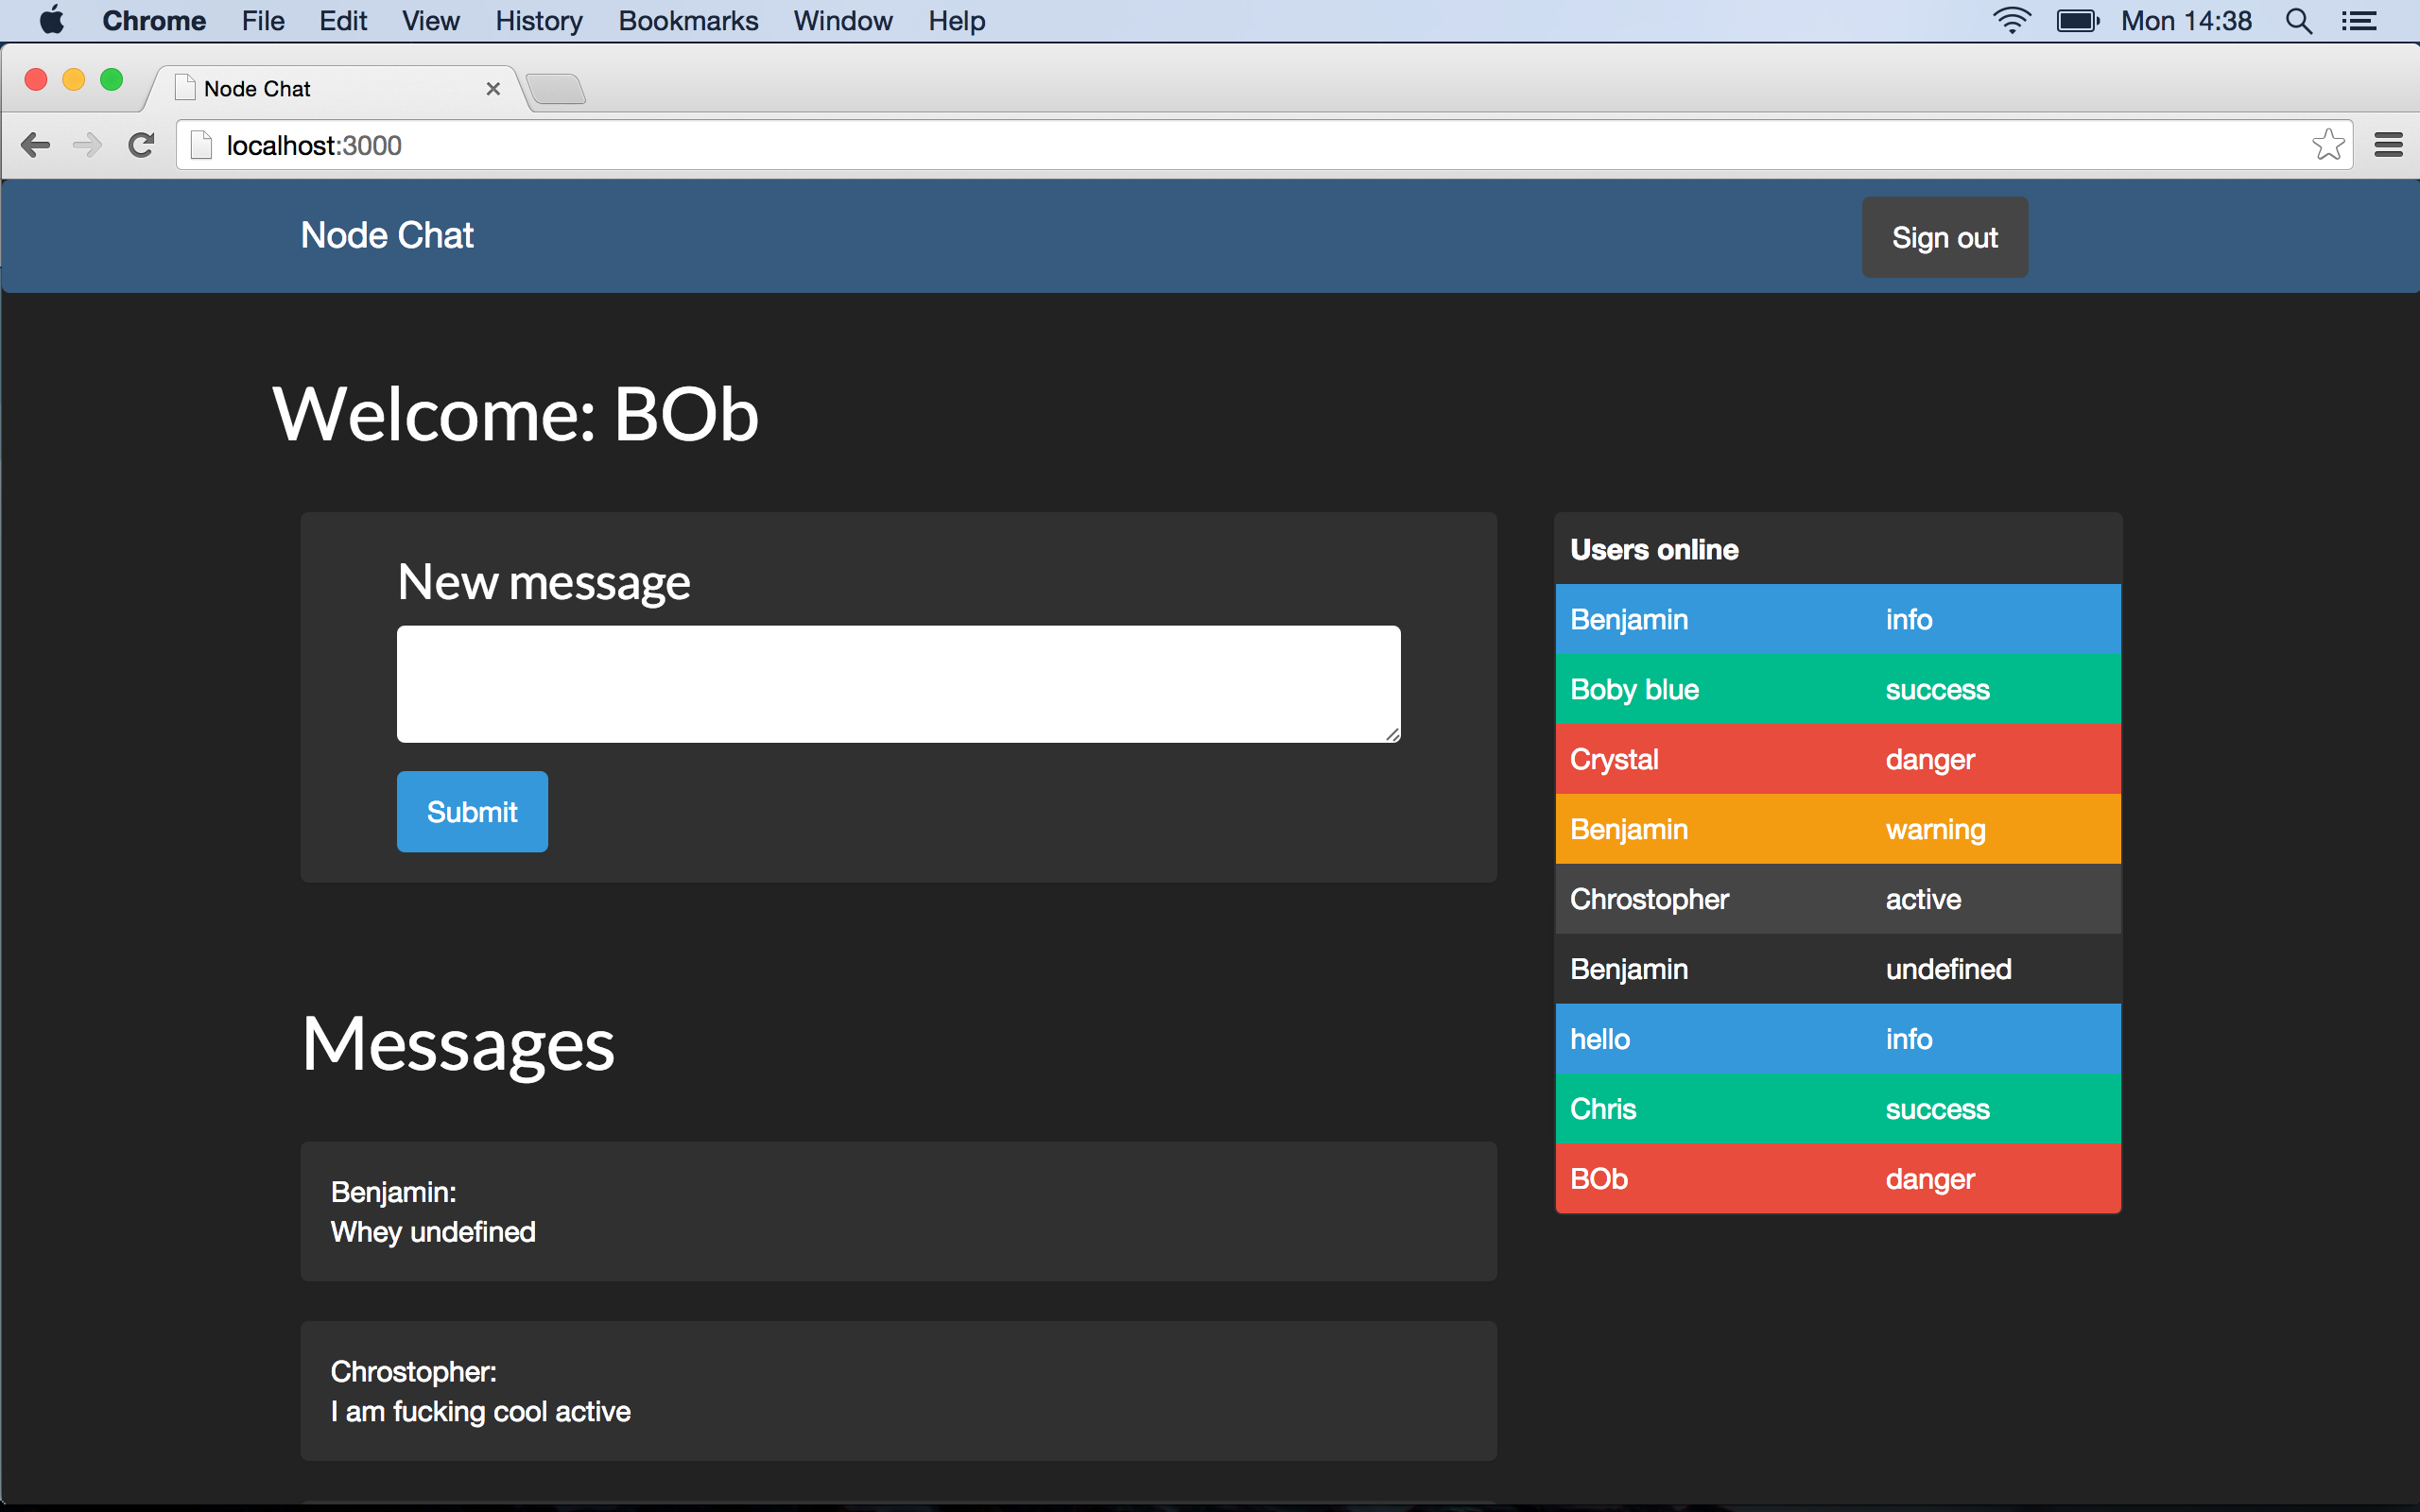 Chrome File Edit View History Bookmarks Window Help Mon 14:38
Node Chat
localhost:3000
Node Chat Sign out
Welcome: BOb
New message
Submit
Users online
Benjamin info
Boby blue success
Crystal danger
Benjamin warning
Chrostopher active
Benjamin undefined
hello info
Chris success
BOb danger
Messages
Benjamin:
Whey undefined
Chrostopher:
I am fucking cool active